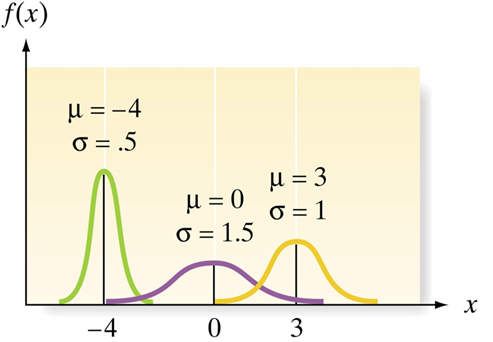 f(x)
μ = –4
σ = .5
μ = 0
σ = 1.5
μ = 3
σ = 1
–4 0 3
x